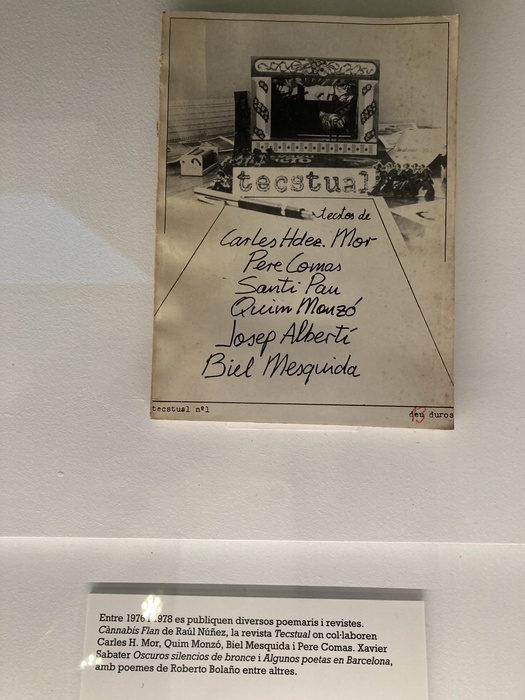 tecstual
tectos de
Carles Hdez. Mor
Pere Comas
Santi Pau
Quim Monzó
Josep Albertí
Biel Mesquida
tecstual nº1
duros
Entre 1976 i 1978 es publiquen diversos poemaris i revistes.
Cànnabis Flan de Raúl Núñez, la revista Tecstual on col·laboren
Carles H. Mor, Quim Monzó, Biel Mesquida i Pere Comas. Xavier
Sabater Oscuros silencios de bronce i Algunos poetas en Barcelona,
amb poemes de Roberto Bolaño entre altres.